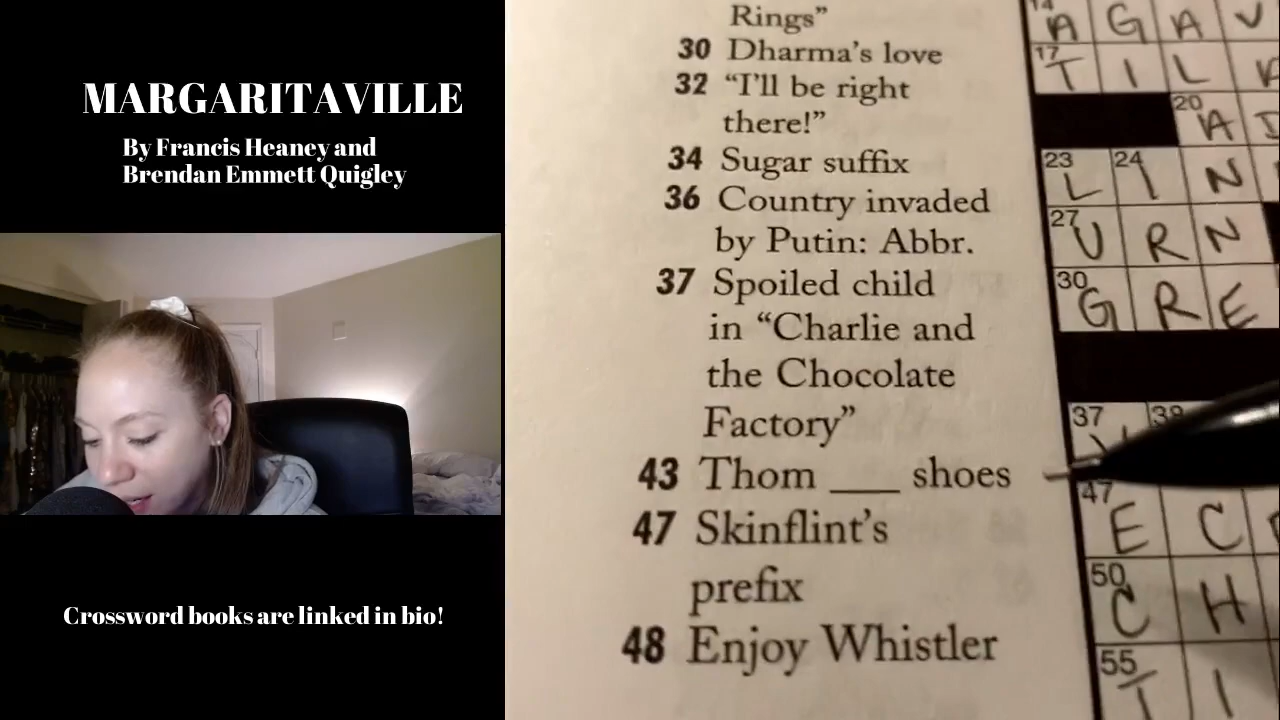 MARGARITAVILLE
By Francis Heaney and
Brendan Emmett Quigley
Crossword books are linked in bio!
Rings”
30 Dharma’s love
32 “I’ll be right
there!”
34 Sugar suffix
36 Country invaded
by Putin: Abbr.
37 Spoiled child
in “Charlie and
the Chocolate
Factory”
43 Thom ___ shoes
47 Skinflint’s
prefix
48 Enjoy Whistler
14 A G A V
17 T I L A
20 A D
23 L 24 I N
27 U R N
30 G R E
37 38
47 E C
50 C H
55 T I